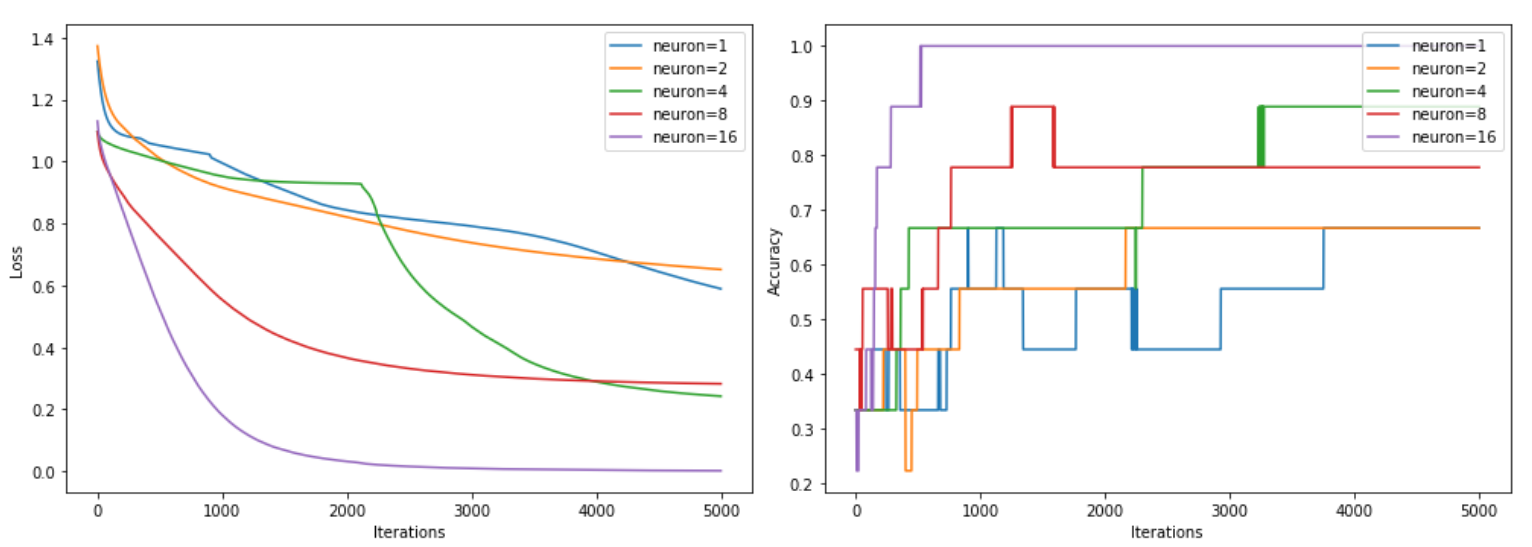 1.4
1.2
1.0
0.8
0.6
0.4
0.2
0.0
Loss
0
1000
2000
3000
4000
5000
Iterations
neuron=1
neuron=2
neuron=4
neuron=8
neuron=16
1.0
0.9
0.8
0.7
0.6
0.5
0.4
0.3
0.2
Accuracy
0
1000
2000
3000
4000
5000
Iterations
neuron=1
neuron=2
neuron=4
neuron=8
neuron=16